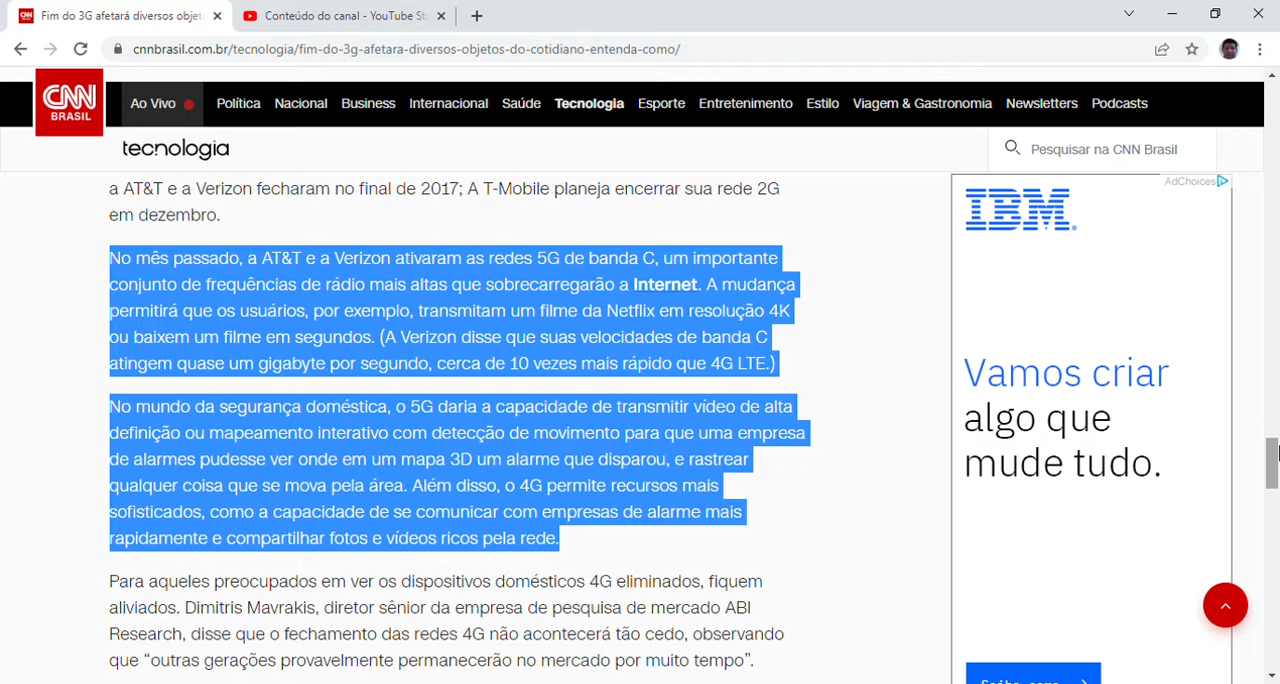 Fim do 3G afetará diversos objet
Conteúdo do canal - YouTube St
cnnbrasil.com.br/tecnologia/fim-do-3g-afetara-diversos-objetos-do-cotidiano-entenda-como/
CNN
BRASIL
Ao Vivo Política Nacional Business Internacional Saúde Tecnologia Esporte Entretenimento Estilo Viagem & Gastronomia Newsletters Podcasts
tecnologia
Pesquisar na CNN Brasil
a AT&T e a Verizon fecharam no final de 2017; A T-Mobile planeja encerrar sua rede 2G
em dezembro.
No mês passado, a AT&T e a Verizon ativaram as redes 5G de banda C, um importante
conjunto de frequências de rádio mais altas que sobrecarregarão a Internet. A mudança
permitirá que os usuários, por exemplo, transmitam um filme da Netflix em resolução 4K
ou baixem um filme em segundos. (A Verizon disse que suas velocidades de banda C
atingem quase um gigabyte por segundo, cerca de 10 vezes mais rápido que 4G LTE.)
No mundo da segurança doméstica, o 5G daria a capacidade de transmitir vídeo de alta
definição ou mapeamento interativo com detecção de movimento para que uma empresa
de alarmes pudesse ver onde em um mapa 3D um alarme que disparou, e rastrear
qualquer coisa que se mova pela área. Além disso, o 4G permite recursos mais
sofisticados, como a capacidade de se comunicar com empresas de alarme mais
rapidamente e compartilhar fotos e vídeos ricos pela rede.
Para aqueles preocupados em ver os dispositivos domésticos 4G eliminados, fiquem
aliviados. Dimitris Mavrakis, diretor sênior da empresa de pesquisa de mercado ABI
Research, disse que o fechamento das redes 4G não acontecerá tão cedo, observando
que “outras gerações provavelmente permanecerão no mercado por muito tempo”.
AdChoices
IBM
Vamos criar
algo que
mude tudo.